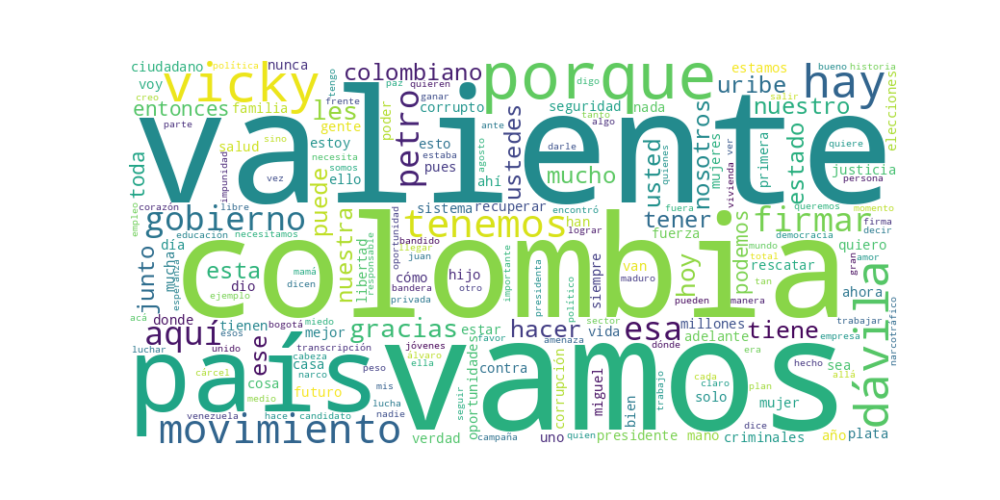 ciudadano
política
nunca
vicky
voy
creo
entonces
familia
parte
les
gente
colombiano
tengo
quieren
paz
ganar
frente
corrupto
poder
petro
porque
digo
seguridad
nada
tanto
algo
estamos
uribe
hay
bueno
historia
salir
nuestro
elecciones
valiente
toda
salud
sino
impunidad
vez
estoy
necesita
somos
ello
puede
esto
pues
estaba
ante
agosto
ahí
ustedes
darle
mucho
usted
quienes
fuera
nosotros
mujeres
vivienda
ver
primera
estado
quiere
justicia
persona
corazón
libre
empleo
gobierno
educación
necesitamos
nuestra
sistema
recuperar
tenemos
encontró
han
lograr
tener
fuerza
firmar
queremos
momento
firma
decir
democracia
colombia
junto
día
mucha
esperanza
esta
dio
ejemplo
mamá
dicen
libertad
responsable
bandido
llegar
juan
cómo
bandera
privada
oportunidad
hijo
otro
importante
presidenta
político
siempre
van
maduro
hoy
pueden
podemos
mundo
total
manera
rescatar
tan
quiero
gran
amor
ahora
dávila
acá
donde
aquí
tienen
esos
bogotá
ese
miedo
mejor
gracias
estar
favor
hacer
sector
vida
amenaza
esa
millones
adelante
tiene
trabajar
empresa
narcotráfico
país
vamos
luchar
unido
transcripción
cárcel
cosa
medio
casa
cabeza
narco
futuro
peso
mis
jóvenes
álvaro
ella
seguir
oportunidades
contra
corrupción
miguel
bien
dónde
trabajo
cada
claro
solo
era
plan
mujer
hecho
sea
allá
año
plata
movimiento
venezuela
hace
candidato
lucha
nadie
verdad
campaña
uno
quien
presidente
mano
dice
criminales